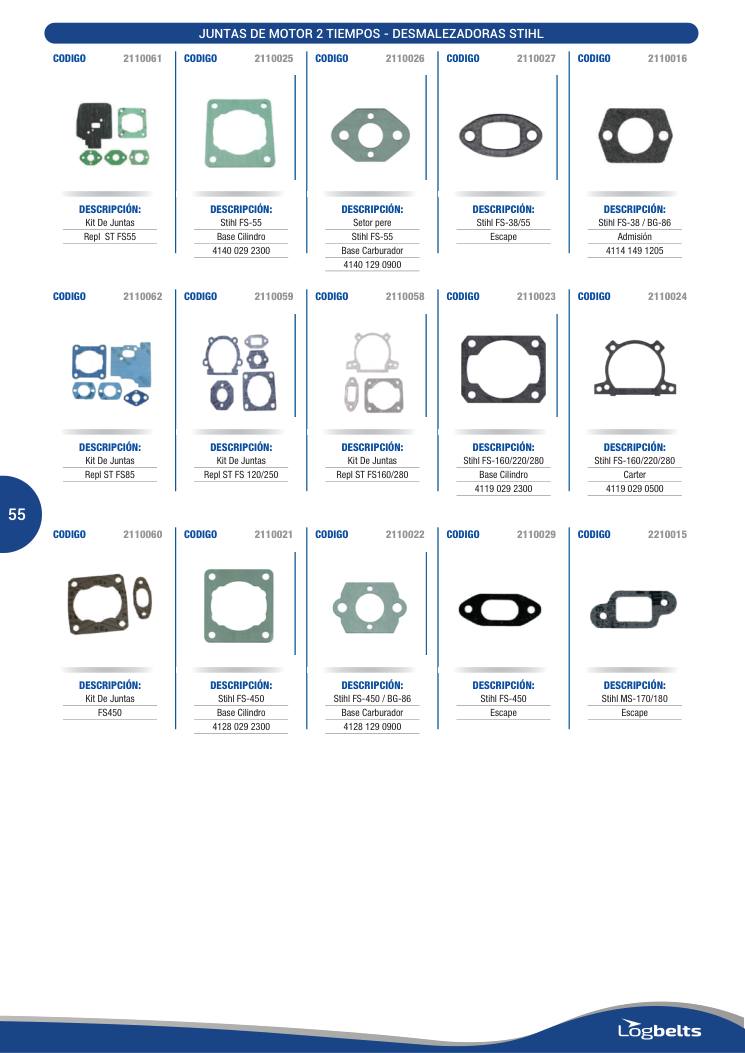 JUNTAS DE MOTOR 2 TIEMPOS - DESMALEZADORAS STIHL
CODIGO 2110061
DESCRIPCIÓN:
Kit De Juntas
Repl ST FS55
CODIGO 2110025
DESCRIPCIÓN:
Stihl FS-55
Base Cilindro
4140 029 2300
CODIGO 2110026
DESCRIPCIÓN:
Setor pere
Stihl FS-55
Base Carburador
4140 129 0900
CODIGO 2110027
DESCRIPCIÓN:
Stihl FS-38/55
Escape
CODIGO 2110016
DESCRIPCIÓN:
Stihl FS-38 / BG-86
Admisión
4114 149 1205
CODIGO 2110062
DESCRIPCIÓN:
Kit De Juntas
Repl ST FS85
CODIGO 2110059
DESCRIPCIÓN:
Kit De Juntas
Repl ST FS 120/250
CODIGO 2110058
DESCRIPCIÓN:
Kit De Juntas
Repl ST FS160/280
CODIGO 2110023
DESCRIPCIÓN:
Stihl FS-160/220/280
Base Cilindro
4119 029 2300
CODIGO 2110024
DESCRIPCIÓN:
Stihl FS-160/220/280
Carter
4119 029 0500
55
CODIGO 2110060
DESCRIPCIÓN:
Kit De Juntas
FS450
CODIGO 2110021
DESCRIPCIÓN:
Stihl FS-450
Base Cilindro
4128 029 2300
CODIGO 2110022
DESCRIPCIÓN:
Stihl FS-450 / BG-86
Base Carburador
4128 129 0900
CODIGO 2110029
DESCRIPCIÓN:
Stihl FS-450
Escape
CODIGO 2210015
DESCRIPCIÓN:
Stihl MS-170/180
Escape
Logbelts